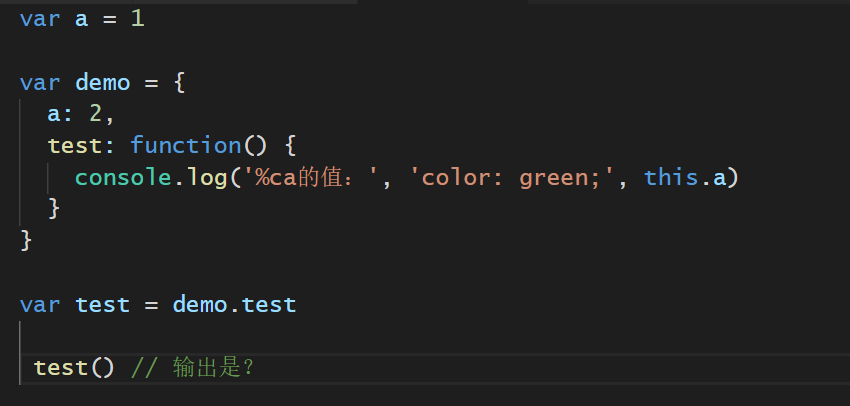 var a = 1
var demo = {
a: 2,
test: function() {
console.log('%ca的值：', 'color: green;', this.a)
}
}
var test = demo.test
test() // 输出是？